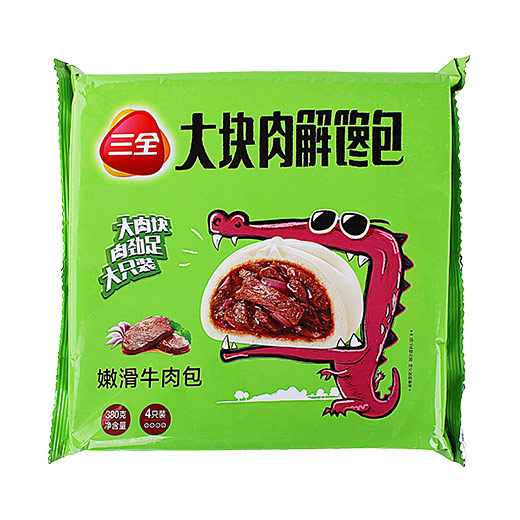 三全
大块肉解馋包
大肉块
肉劲足
大只装
嫩滑牛肉包
380克
净含量
4只装